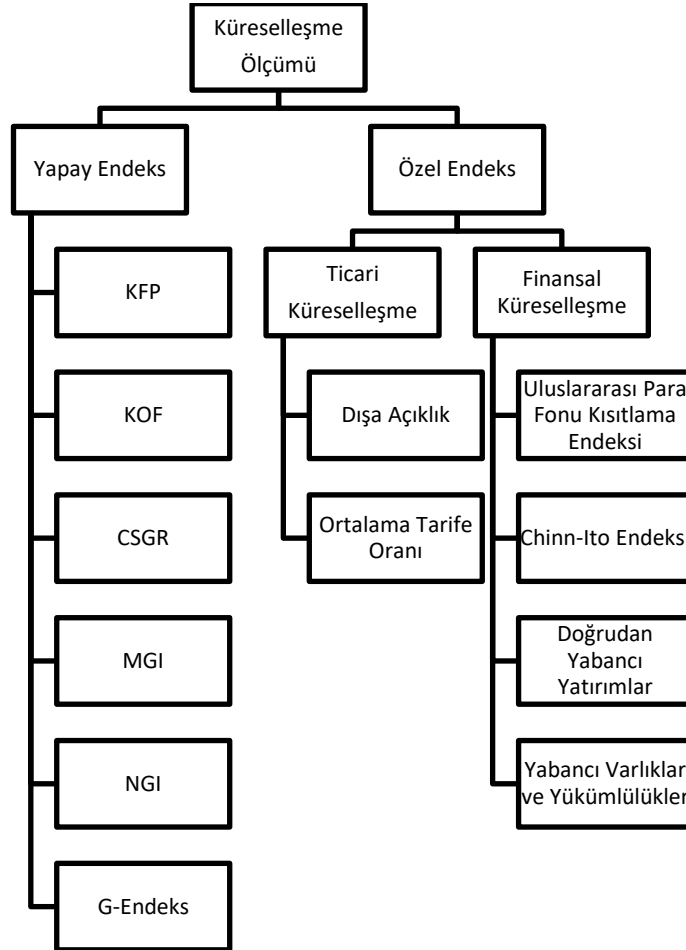 Küreselleşme
Ölçümü
Yapay Endeks
Özel Endeks
KFP
KOF
CSGR
MGI
NGI
G-Endeks
Ticari
Küreselleşme
Dışa Açıklık
Ortalama Tarife
Oranı
Finansal
Küreselleşme
Uluslararası Para
Fonu Kısıtlama
Endeksi
Chinn-Ito Endeks
Doğrudan
Yabancı
Yatırımlar
Yabancı Varlıklar
ve Yükümlülükler